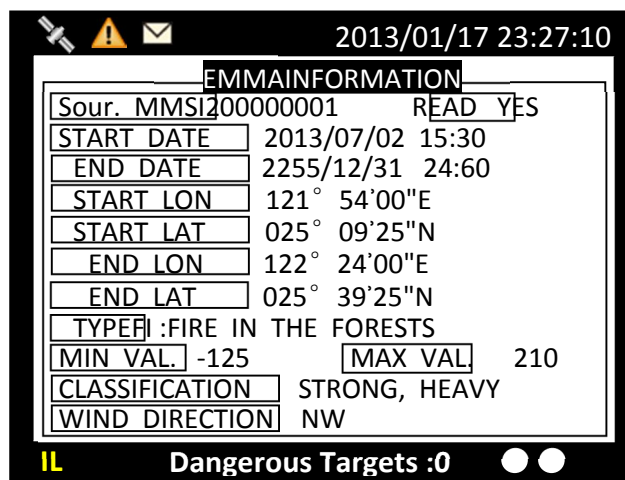 2013/01/17 23:27:10
EMMAINFORMATION
Sour. MMSI200000001 READ YES
START DATE 2013/07/02 15:30
END DATE 2255/12/31 24:60
START LON 121° 54'00"E
START LAT 025° 09'25"N
END LON 122° 24'00"E
END LAT 025° 39'25"N
TYPEFI :FIRE IN THE FORESTS
MIN VAL. -125 MAX VAL. 210
CLASSIFICATION STRONG, HEAVY
WIND DIRECTION NW
IL Dangerous Targets :0